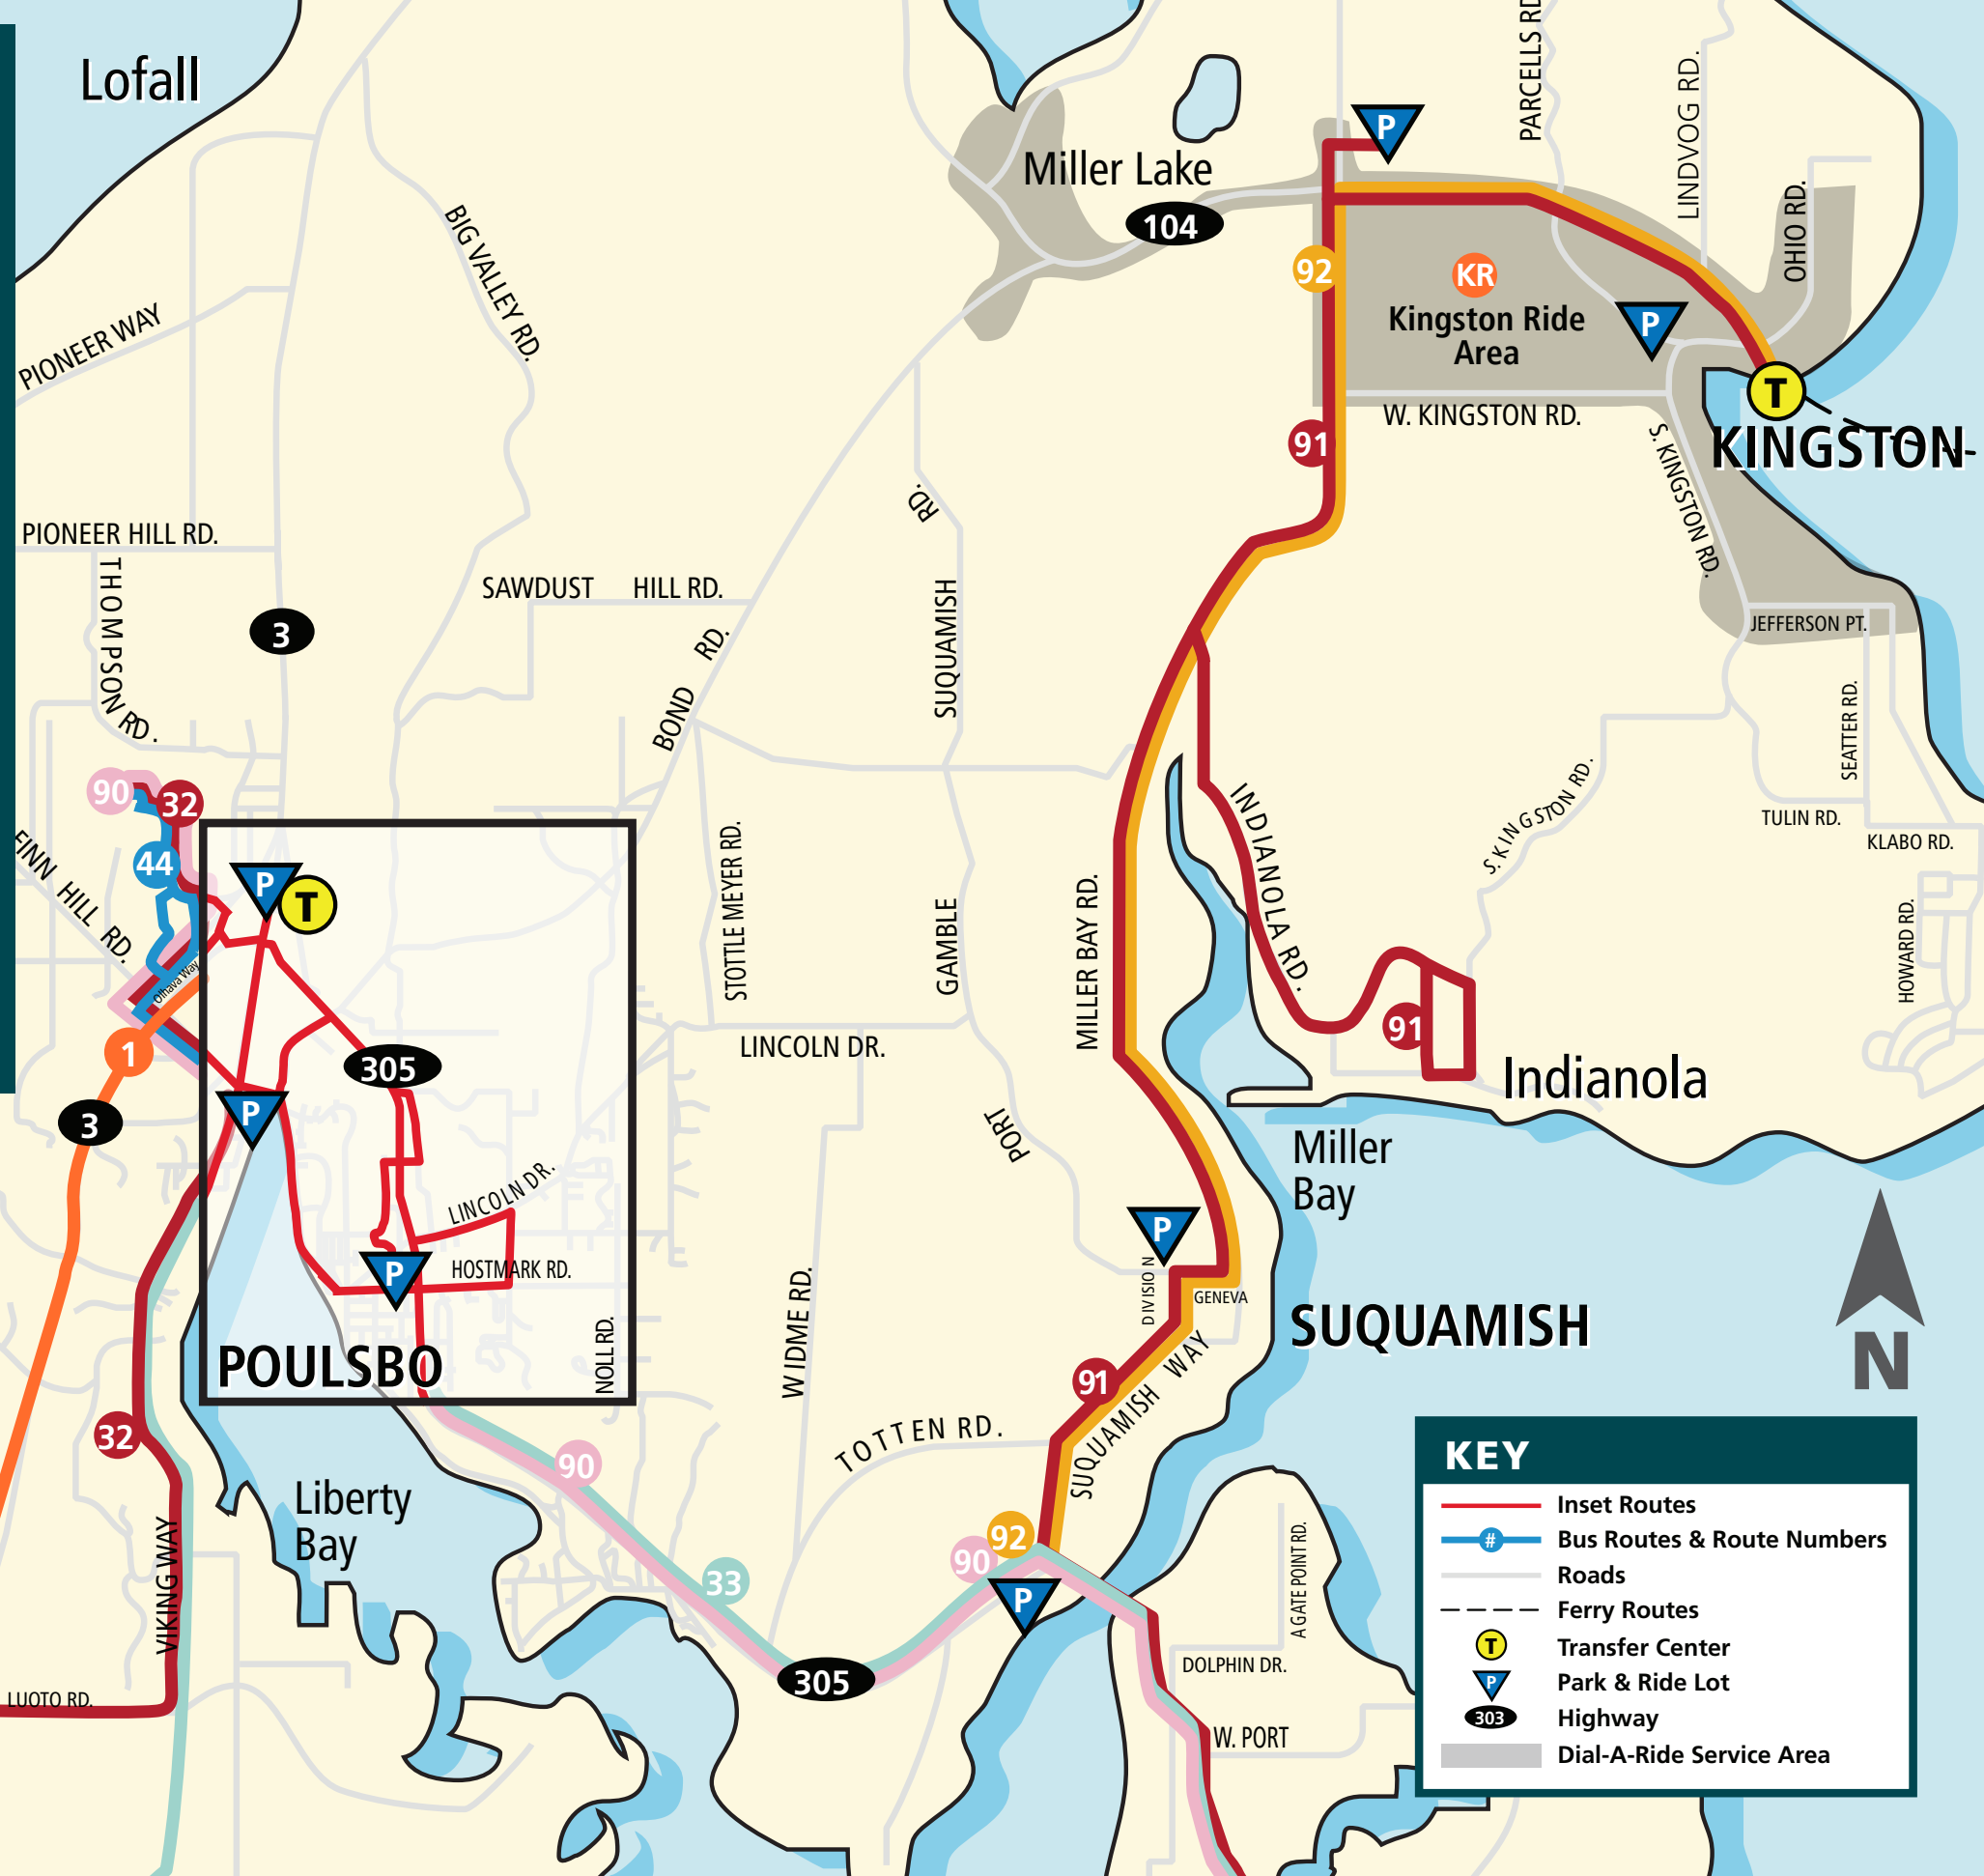 Lofall
PARCELLS RD
LINDVOG RD.
P
Miller Lake
104
OHIO RD.
BIG VALLEY RD.
92
KR
Kingston Ride
Area
P
PIONEER WAY
T
W. KINGSTON RD.
91
KINGSTON
S. KINGSTON RD.
RD.
PIONEER HILL RD.
THOMPSON RD.
SAWDUST HILL RD.
3
BOND RD.
SUQUAMISH
JEFFERSON PT.
SEATTER RD.
90
32
INDIANOLA RD.
S. KINGSTON RD.
TULIN RD.
KLABO RD.
FINN HILL RD.
44
P
T
STOTTLE MEYER RD.
GAMBLE
MILLER BAY RD.
HOWARD RD.
Olhava Way
91
1
LINCOLN DR.
305
Indianola
3
P
PORT
Miller
Bay
LINCOLN DR.
P
P
HOSTMARK RD.
DIVISION
GENEVA
WIDME RD.
NOLL RD.
SUQUAMISH
POULSBO
N
91
SUQUAMISH WAY
32
TOTTEN RD.
90
Liberty
Bay
92
90
33
P
VIKING WAY
AGATE POINT RD.
305
DOLPHIN DR.
LUOTO RD.
W. PORT
KEY
Inset Routes
# Bus Routes & Route Numbers
Roads
Ferry Routes
T Transfer Center
P Park & Ride Lot
303 Highway
Dial-A-Ride Service Area